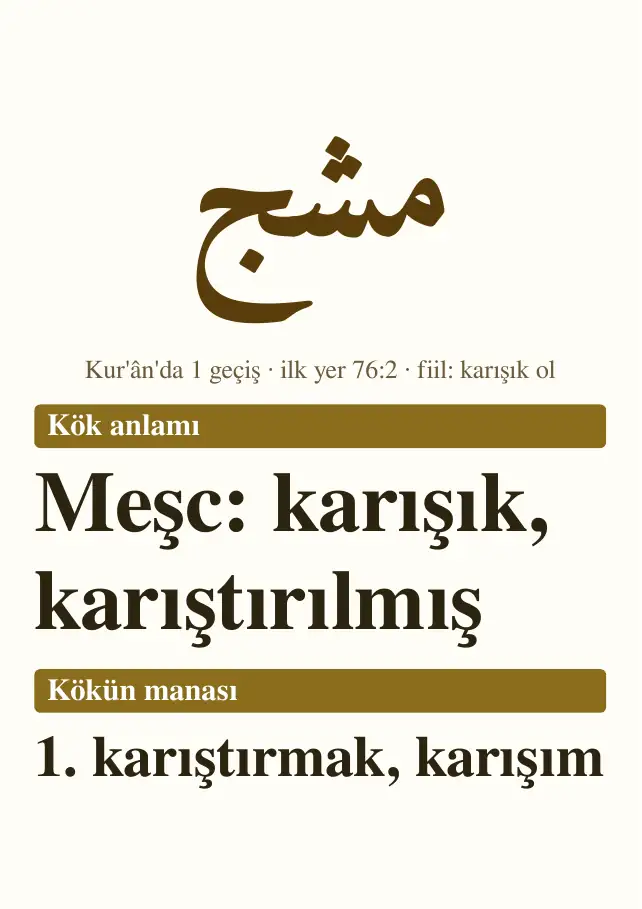 مشج
Kur'ân'da 1 geçiş · ilk yer 76:2 · fiil: karışık ol
Kök anlamı
Meşc: karışık,
karıştırılmış
Kökün manası
1. karıştırmak, karışım